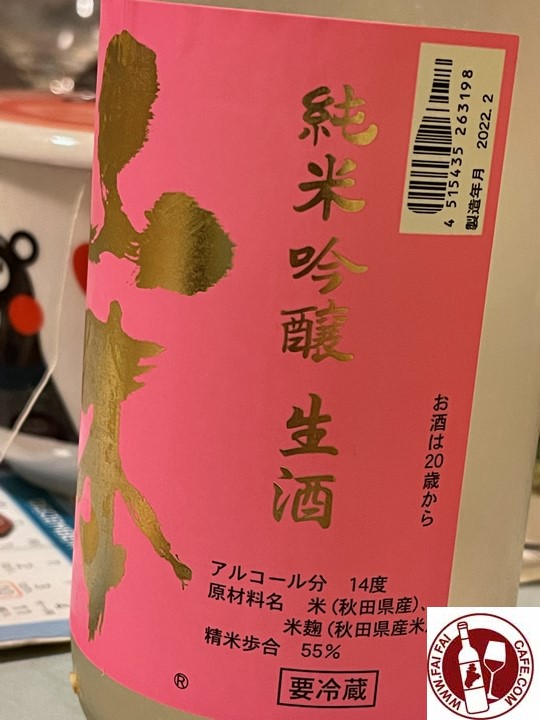 山本
純米吟醸 生酒
4 515435 263198
製造年月 2022.2
お酒は20歳から
アルコール分 14度
原材料名 米(秋田県産)、
米麹(秋田県産米
精米歩合 55%
要冷蔵
®
WWW.FAI FAI CAFE.COM